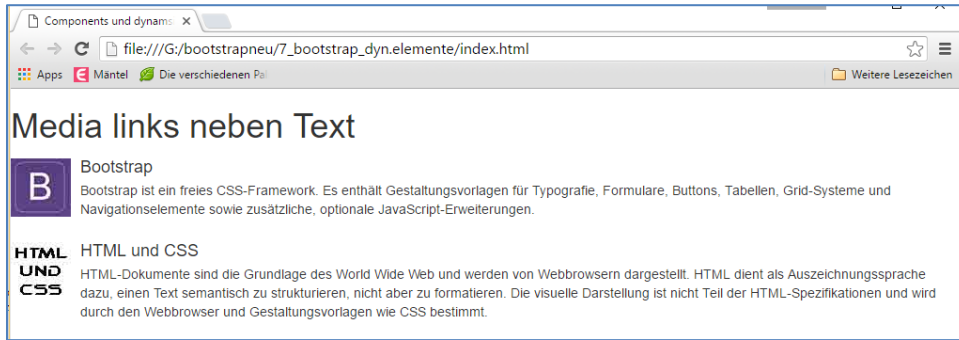 Components und dynams
file:///G:/bootstrapneu/7_bootstrap_dyn.elemente/index.html
Apps Mäntel Die verschiedenen Pa Weitere Lesezeichen
Media links neben Text
B
Bootstrap
Bootstrap ist ein freies CSS-Framework. Es enthält Gestaltungsvorlagen für Typografie, Formulare, Buttons, Tabellen, Grid-Systeme und
Navigationselemente sowie zusätzliche, optionale JavaScript-Erweiterungen.
HTML
UND
CSS
HTML und CSS
HTML-Dokumente sind die Grundlage des World Wide Web und werden von Webbrowsern dargestellt. HTML dient als Auszeichnungssprache
dazu, einen Text semantisch zu strukturieren, nicht aber zu formatieren. Die visuelle Darstellung ist nicht Teil der HTML-Spezifikationen und wird
durch den Webbrowser und Gestaltungsvorlagen wie CSS bestimmt.